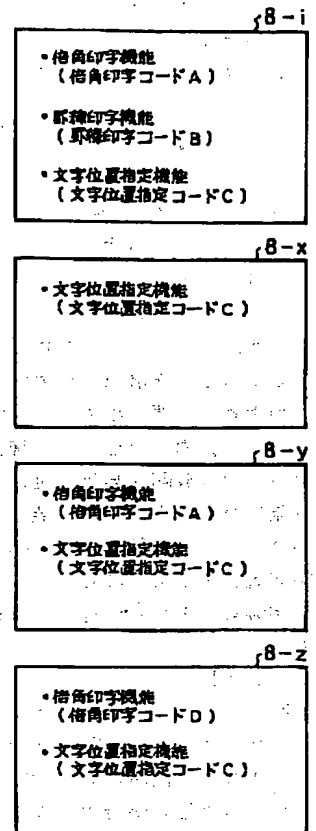 8-i
・倍角印字機能
（倍角印字コードA）
・罫線印字機能
（罫線印字コードB）
・文字位置指定機能
（文字位置指定コードC）
8-x
・文字位置指定機能
（文字位置指定コードC）
8-y
・倍角印字機能
（倍角印字コードA）
・文字位置指定機能
（文字位置指定コードC）
8-z
・倍角印字機能
（倍角印字コードD）
・文字位置指定機能
（文字位置指定コードC）